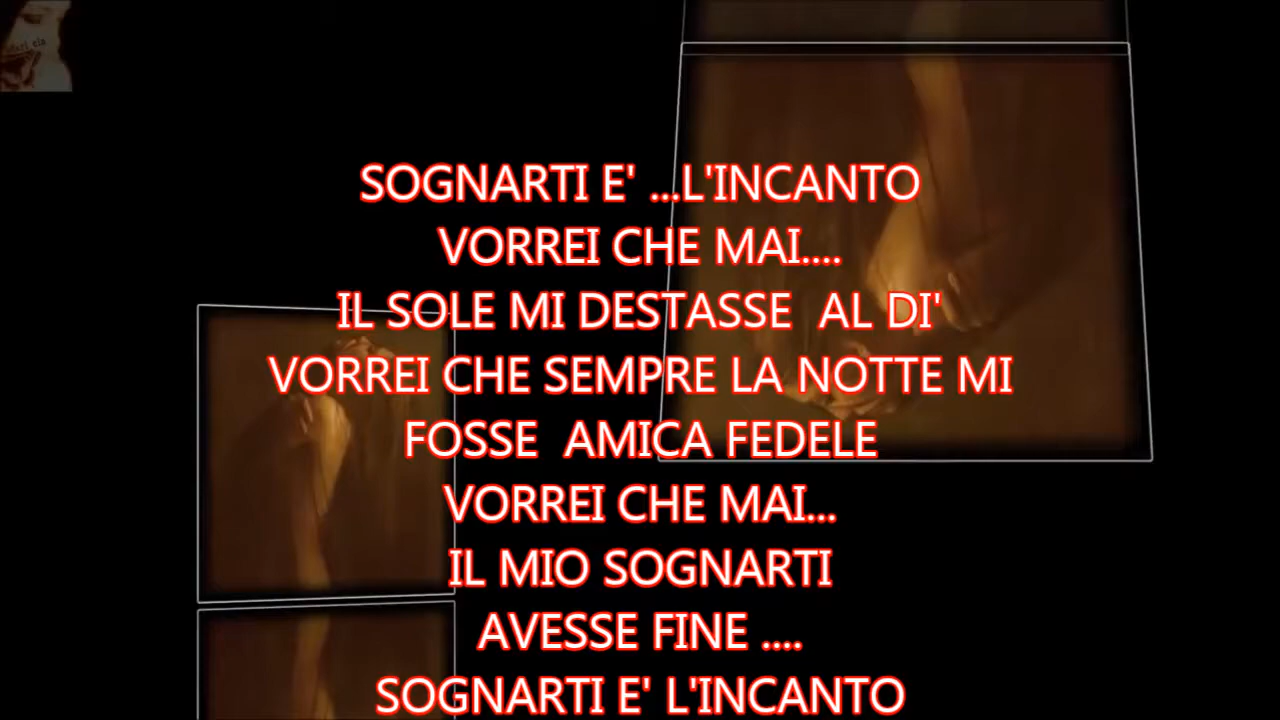 SOGNARTI E' ...L'INCANTO
VORREI CHE MAI....
IL SOLE MI DESTASSE  AL DI'
VORREI CHE SEMPRE LA NOTTE MI
FOSSE  AMICA FEDELE
VORREI CHE MAI...
IL MIO SOGNARTI
AVESSE FINE ....
SOGNARTI E' L'INCANTO